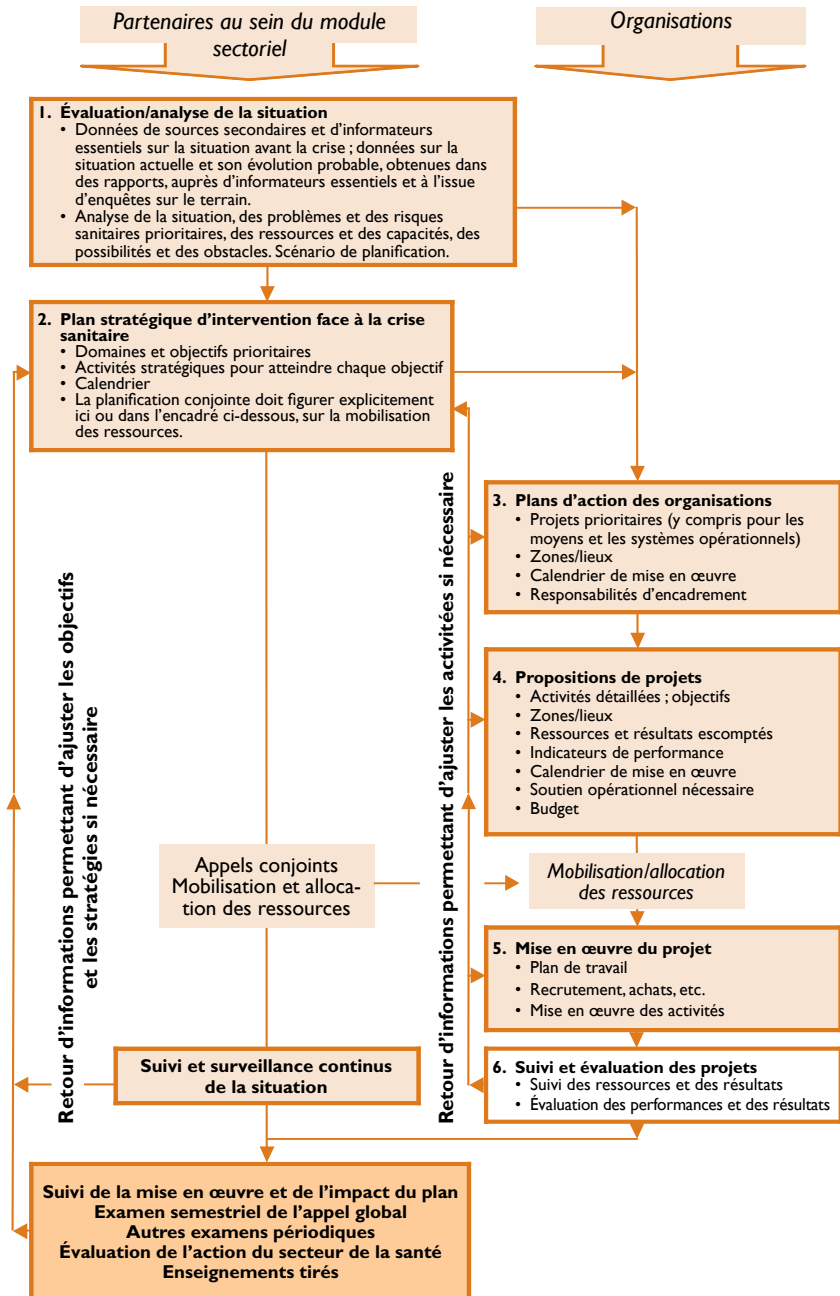 Partenaires au sein du module
sectoriel
Organisations
1. Évaluation/analyse de la situation
• Données de sources secondaires et d'informateurs
essentiels sur la situation avant la crise ; données sur la
situation actuelle et son évolution probable, obtenues dans
des rapports, auprès d'informateurs essentiels et à l'issue
d'enquêtes sur le terrain.
• Analyse de la situation, des problèmes et des risques
sanitaires prioritaires, des ressources et des capacités, des
possibilités et des obstacles. Scénario de planification.
2. Plan stratégique d'intervention face à la crise
sanitaire
• Domaines et objectifs prioritaires
• Activités stratégiques pour atteindre chaque objectif
• Calendrier
• La planification conjointe doit figurer explicitement
ici ou dans l'encadré ci-dessous, sur la mobilisation
des ressources.
3. Plans d'action des organisations
• Projets prioritaires (y compris pour les
moyens et les systèmes opérationnels)
• Zones/lieux
• Calendrier de mise en œuvre
• Responsabilités d'encadrement
4. Propositions de projets
• Activités détaillées ; objectifs
• Zones/lieux
• Ressources et résultats escomptés
• Indicateurs de performance
• Calendrier de mise en œuvre
• Soutien opérationnel nécessaire
• Budget
Retour d'informations permettant d'ajuster les objectifs
et les stratégies si nécessaire
Retour d'informations permettant d'ajuster les activitées si nécessaire
Appels conjoints
Mobilisation et alloca-
tion des ressources
Mobilisation/allocation
des ressources
5. Mise en œuvre du projet
• Plan de travail
• Recrutement, achats, etc.
• Mise en œuvre des activités
Suivi et surveillance continus
de la situation
6. Suivi et évaluation des projets
• Suivi des ressources et des résultats
• Évaluation des performances et des résultats
Suivi de la mise en œuvre et de l'impact du plan
Examen semestriel de l'appel global
Autres examens périodiques
Évaluation de l'action du secteur de la santé
Enseignements tirés